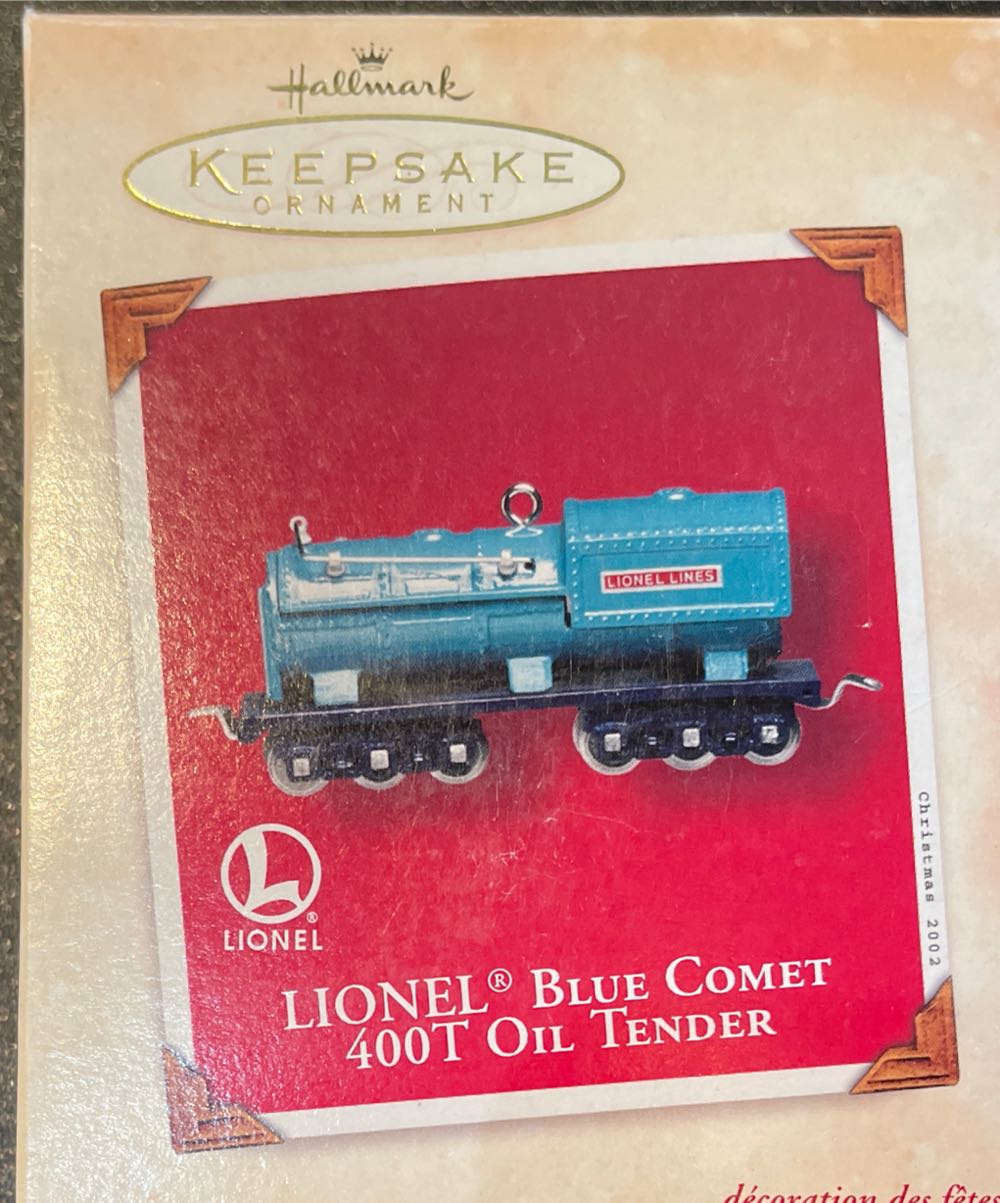 Hallmark
KEEPSAKE
ORNAMENT
LIONEL LINES
L®
LIONEL
LIONEL® BLUE COMET
400T OIL TENDER
Christmas 2002
décoration des fêtes